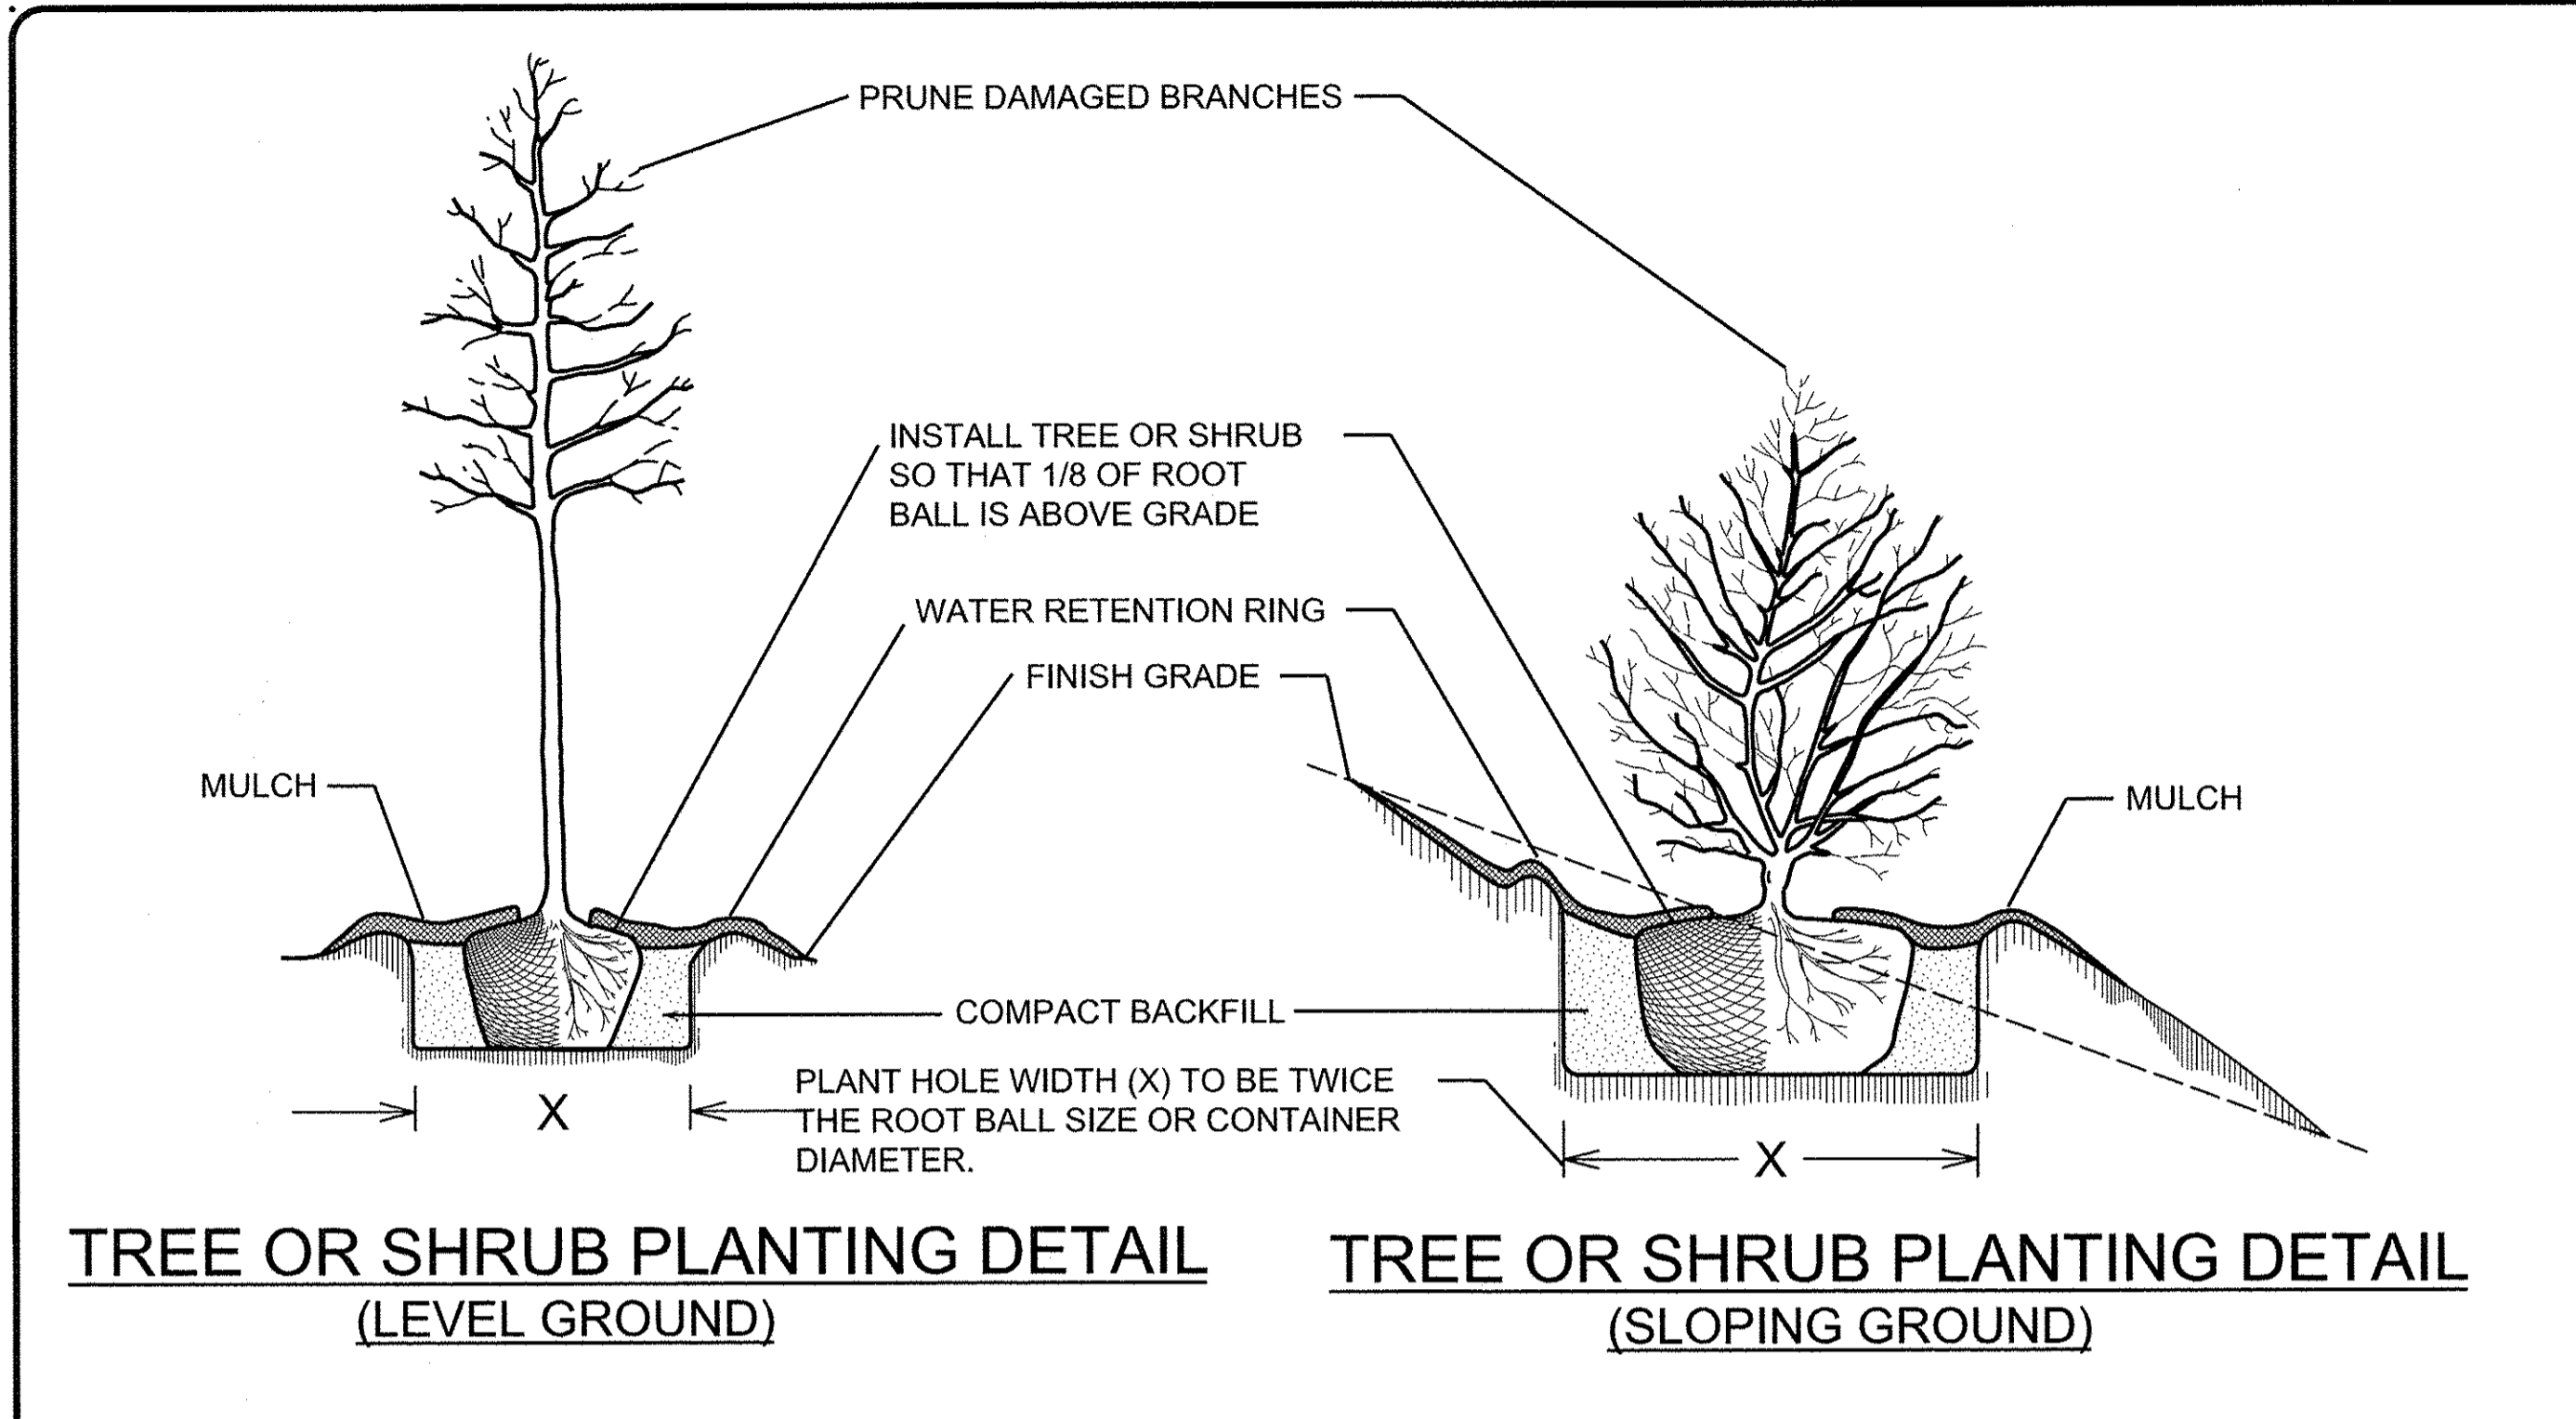 PRUNE DAMAGED BRANCHES
INSTALL TREE OR SHRUB
SO THAT 1/8 OF ROOT
BALL IS ABOVE GRADE
WATER RETENTION RING
FINISH GRADE
MULCH
MULCH
COMPACT BACKFILL
PLANT HOLE WIDTH (X) TO BE TWICE
THE ROOT BALL SIZE OR CONTAINER
DIAMETER.
X
X
TREE OR SHRUB PLANTING DETAIL
(LEVEL GROUND)
TREE OR SHRUB PLANTING DETAIL
(SLOPING GROUND)